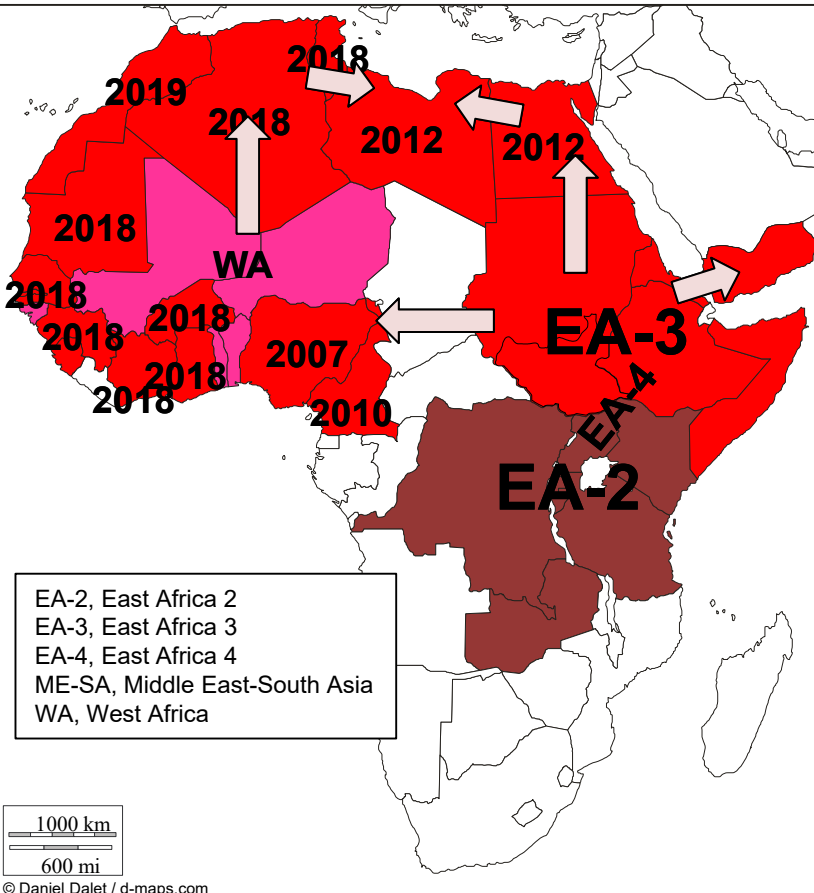 2018
2019
2018
2012
2012
2018
WA
2018
2018
2018
2018
2018
2007
2010
EA-3
EA-4
EA-2
EA-2, East Africa 2
EA-3, East Africa 3
EA-4, East Africa 4
ME-SA, Middle East-South Asia
WA, West Africa
1000 km
600 mi
© Daniel Dalet / d-maps.com